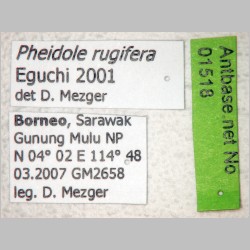 Pheidole rugifera
Eguchi 2001
det D. Mezger
Borneo, Sarawak
Gunung Mulu NP
N 04° 02 E 114° 48
03.2007 GM2658
leg. D. Mezger
Antbase.net No
01518